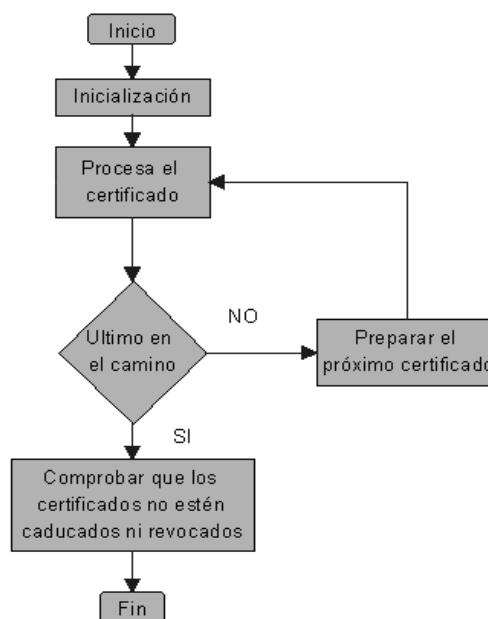 Inicio
Inicialización
Procesa el
certificado
Ultimo en
el camino
NO
Preparar el
próximo certificado
SI
Comprobar que los
certificados no estén
caducados ni revocados
Fin